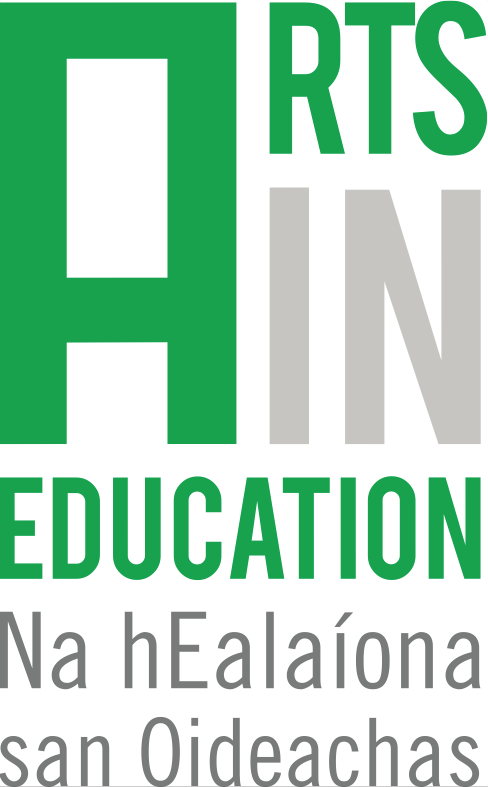 ARTS
IN
EDUCATION
Na hEalaíona
san Oideachas